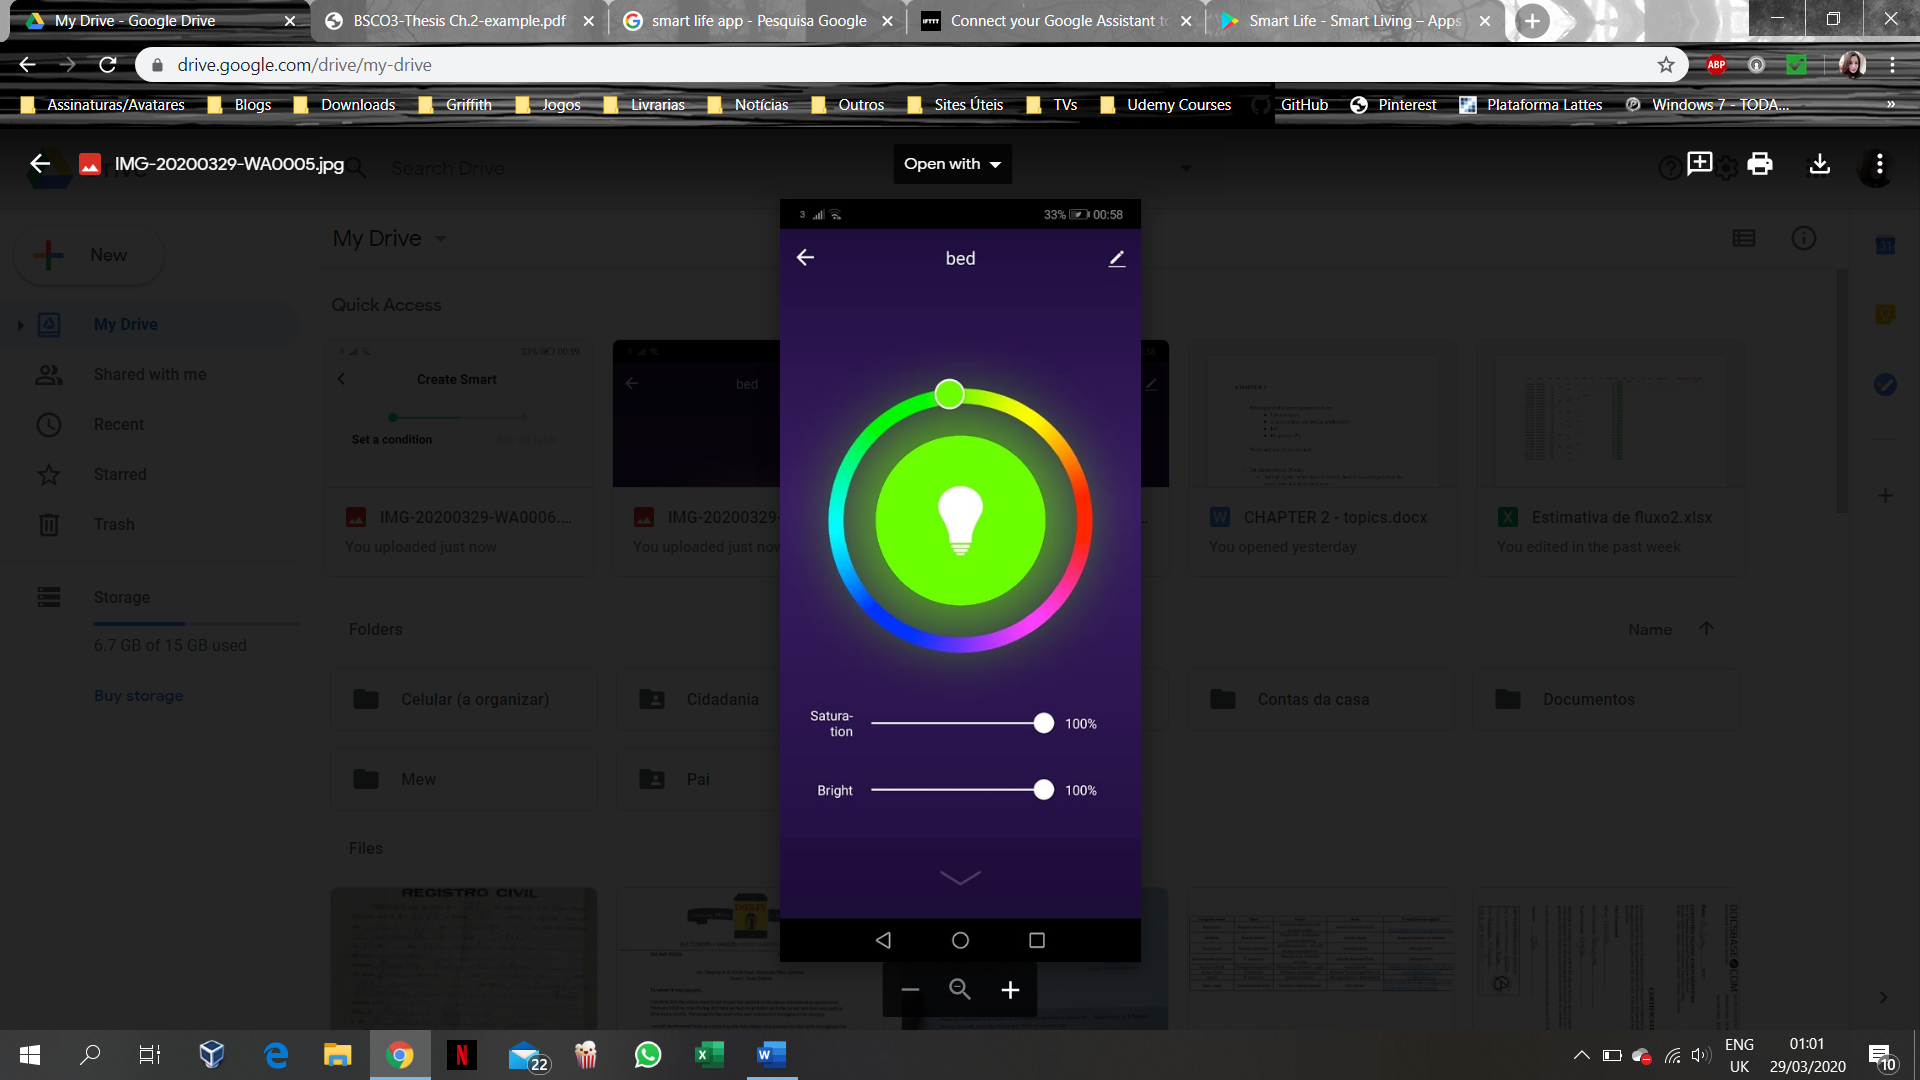 My Drive - Google Drive
BSCO3-Thesis Ch.2-example.pdf
smart life app - Pesquisa Google
Connect your Google Assistant to
Smart Life - Smart Living – Apps
drive.google.com/drive/my-drive
ABP
Assinaturas/Avatares
Blogs
Downloads
Griffith
Jogos
Livrarias
Notícias
Outros
Sites Úteis
TVs
Udemy Courses
GitHub
Pinterest
Plataforma Lattes
Windows 7 - TODA...
»
IMG-20200329-WA0005.jpg
Search Drive
Open with
3
33%
00:58
bed
New
My Drive
My Drive
Shared with me
Recent
Starred
Trash
Storage
6.7 GB of 15 GB used
Buy storage
Quick Access
Create Smart
Set a condition
bed
IMG-20200329-WA0006....
You uploaded just now
IMG-20200329-
You uploaded just now
CHAPTER 2 - topics.docx
You opened yesterday
Estimativa de fluxo2.xlsx
You edited in the past week
Folders
Name
Celular (a organizar)
Cidadania
Contas da casa
Documentos
Mew
Pai
Files
REGISTRO CIVIL
Satura-
tion
100%
Bright
100%
22
ENG
UK
01:01
29/03/2020
10